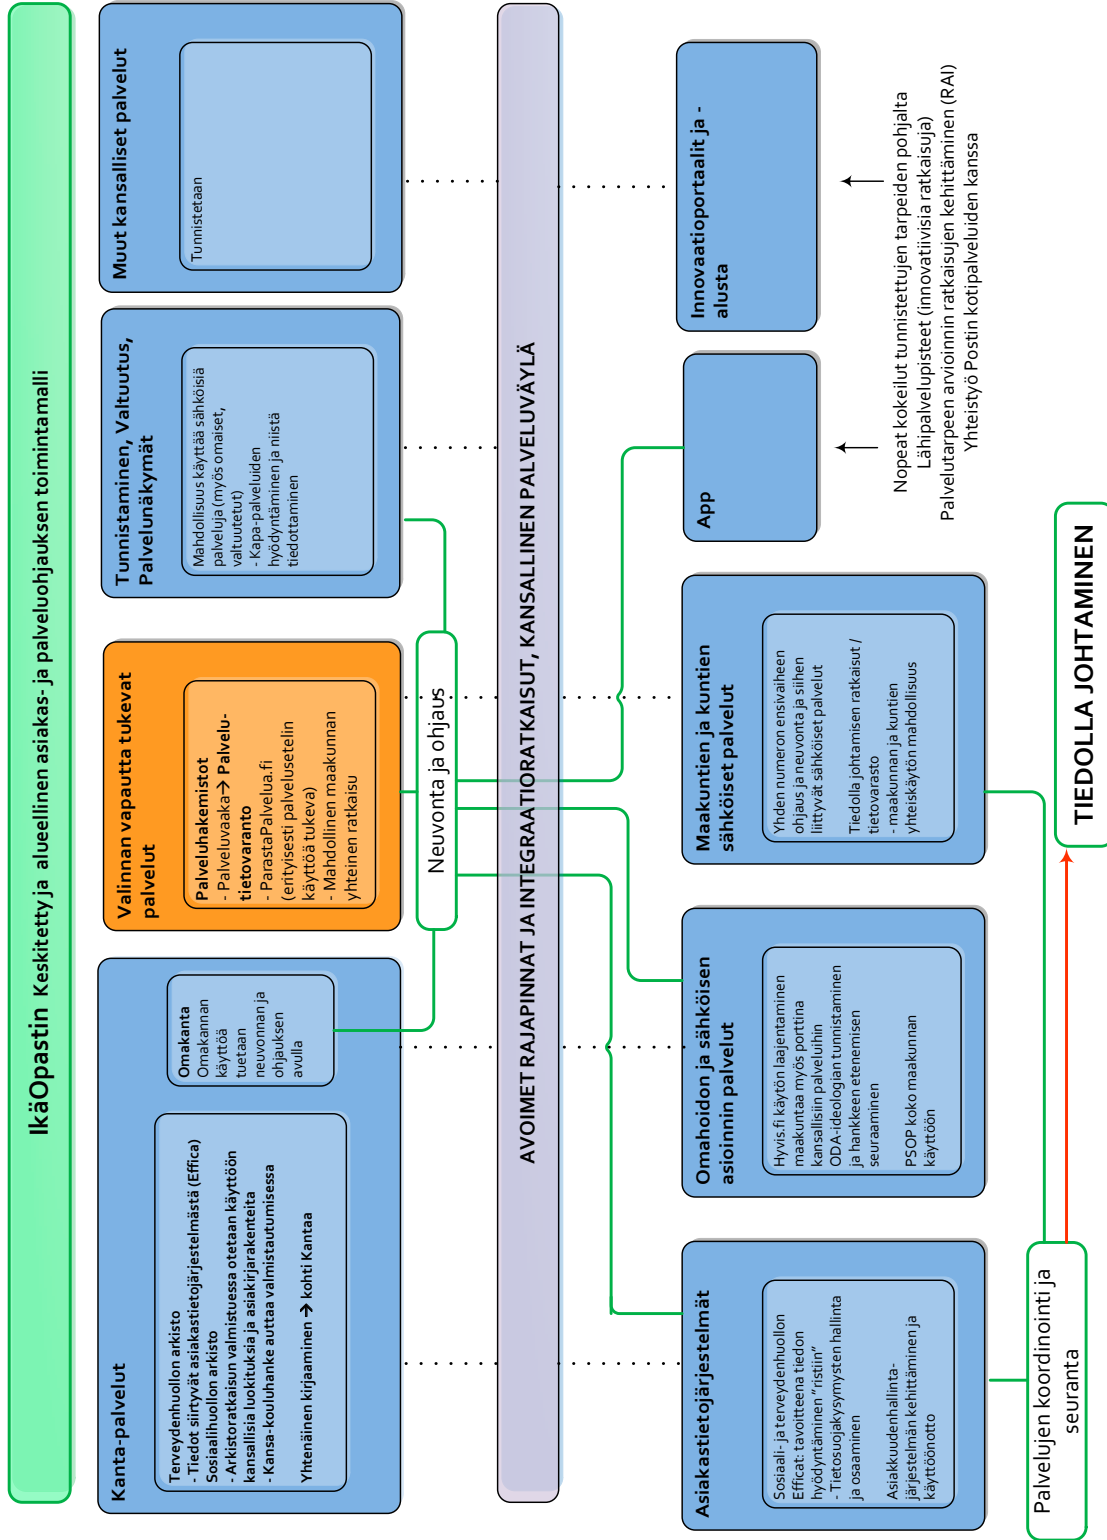 IkäOpastin Keskitetty ja alueellinen asiakas- ja palveluohjauksen toimintamalli
Kanta-palvelut
Terveydenhuollon arkisto
- Tiedot siirtyvät asiakastietojärjestelmästä (Effica)
Sosiaalihuollon arkisto
- Arkistoratkaisun valmistuessa otetaan käyttöön
kansallisia luokituksia ja asiakirjarakenteita
- Kansa-kouluhanke auttaa valmistautumisessa
Yhtenäinen kirjaaminen → kohti Kantaa
Omakanta
Omakannan
käyttöä
tuetaan
neuvonnan ja
ohjauksen
avulla
Valinnan vapautta tukevat
palvelut
Palveluhakemistot
- Palveluvaaka→ Palvelu-
tietovaranto
- ParastaPalvelua.fi
(erityisesti palvelusetelin
käyttöä tukeva)
- Mahdollinen maakunnan
yhteinen ratkaisu
Tunnistaminen, Valtuutus,
Palvelunäkymät
Mahdollisuus käyttää sähköisiä
palveluja (myös omaiset,
valtuutetut)
- Kapa-palveluiden
hyödyntäminen ja niistä
tiedottaminen
Muut kansalliset palvelut
Tunnistetaan
Neuvonta ja ohjaus
AVOIMET RAJAPINNAT JA INTEGRAATIORATKAISUT, KANSALLINEN PALVELUVÄYLÄ
Asiakastietojärjestelmät
Sosiaali- ja terveydenhuollon
Efficat: tavoitteena tiedon
hyödyntäminen ”ristiin”
- Tietosuojakysymysten hallinta
ja osaaminen
Asiakkuudenhallinta-
järjestelmän kehittäminen ja
käyttöönotto
Omahoidon ja sähköisen
asioinnin palvelut
Hyvis.fi käytön laajentaminen
maakuntaa myös porttina
kansallisiin palveluihin
ODA-ideologian tunnistaminen
ja hankkeen etenemisen
seuraaminen
PSOP koko maakunnan
käyttöön
Maakuntien ja kuntien
sähköiset palvelut
Yhden numeron ensivaiheen
ohjaus ja neuvonta ja siihen
liittyvät sähköiset palvelut
Tiedolla johtamisen ratkaisut /
tietovarasto
- maakunnan ja kuntien
yhteiskäytön mahdollisuus
App
Innovaatioportaalit ja -
alusta
Nopeat kokeilut tunnistettujen tarpeiden pohjalta
Lähipalvelupisteet (innovatiivisia ratkaisuja)
Palvelutarpeen arvioinnin ratkaisujen kehittäminen (RAI)
Yhteistyö Postin kotipalveluiden kanssa
Palvelujen koordinointi ja
seuranta
TIEDOLLA JOHTAMINEN